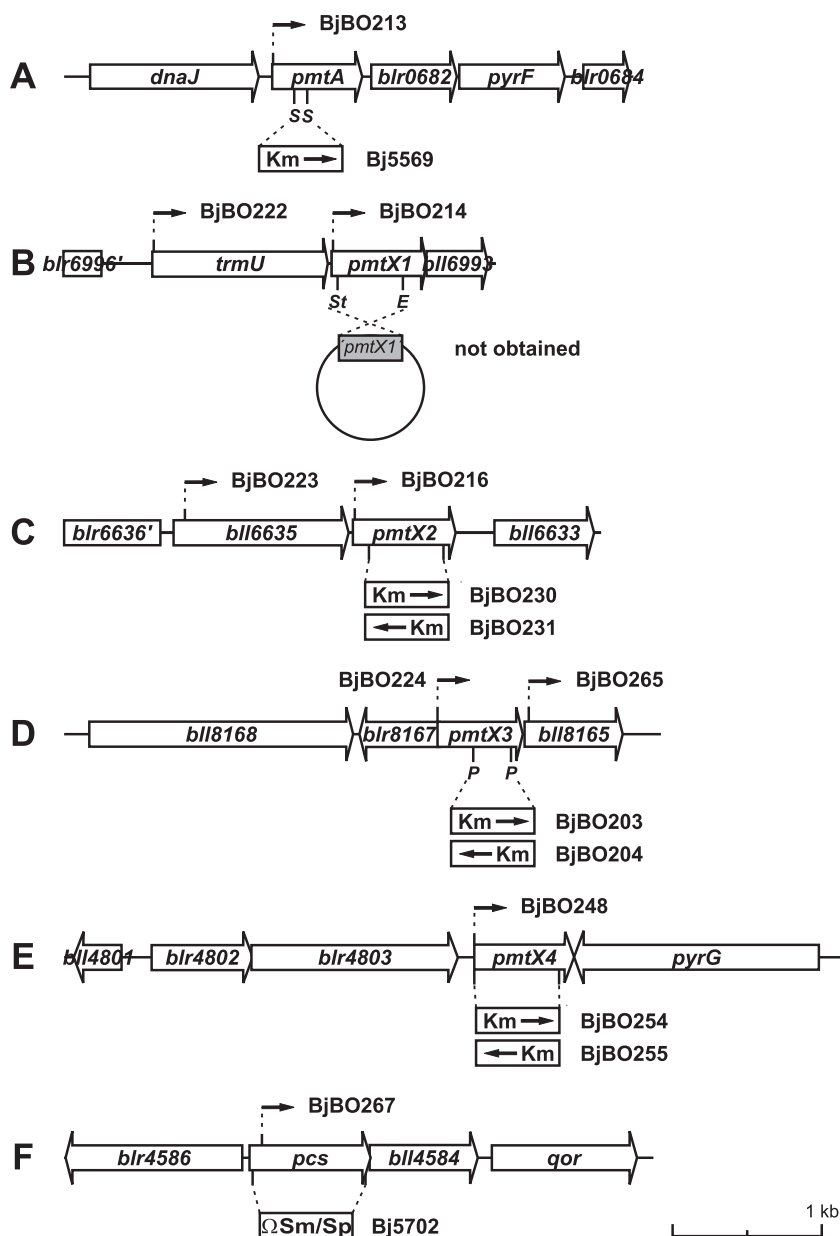 BjBO213
A dnaJ pmtA blr0682 pyrF blr0684
S S
Km Bj5569
BjBO222 BjBO214
B blr6996' trmU pmtX1 bll6993
St E
pmtX1 not obtained
BjBO223 BjBO216
C blr6636' bll6635 pmtX2 bll6633
Km BjBO230
Km BjBO231
BjBO224 BjBO265
D bll8168 blr8167 pmtX3 bll8165
P P
Km BjBO203
Km BjBO204
BjBO248
E bll4801 blr4802 blr4803 pmtX4 pyrG
Km BjBO254
Km BjBO255
BjBO267
F blr4586 pcs bll4584 qor
ΩSm/Sp Bj5702
1 kb